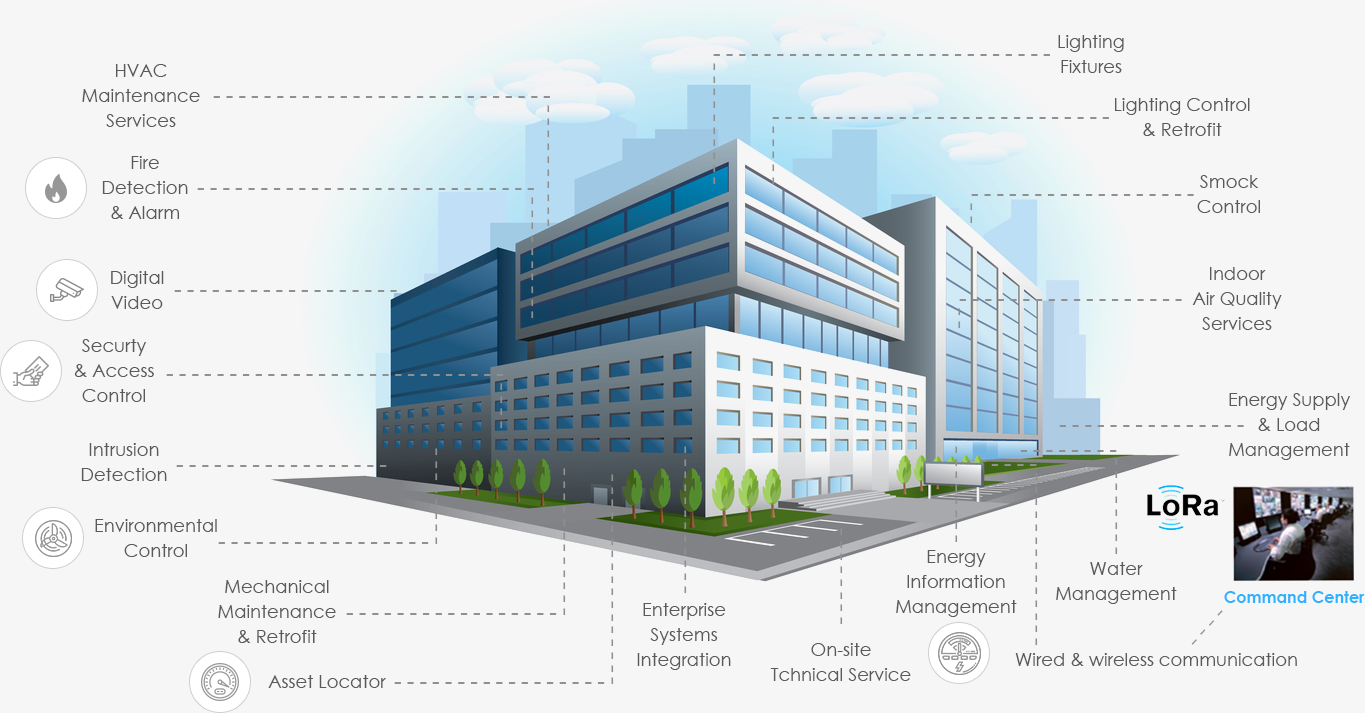 HVAC
Maintenance
Services
Fire
Detection
& Alarm
Digital
Video
Securty
& Access
Control
Intrusion
Detection
Environmental
Control
Mechanical
Maintenance
& Retrofit
Asset Locator
Enterprise
Systems
Integration
On-site
Tchnical Service
Energy
Information
Management
Wired & wireless communication
Water
Management
Lighting
Fixtures
Lighting Control
& Retrofit
Smock
Control
Indoor
Air Quality
Services
Energy Supply
& Load
Management
LoRa
Command Center